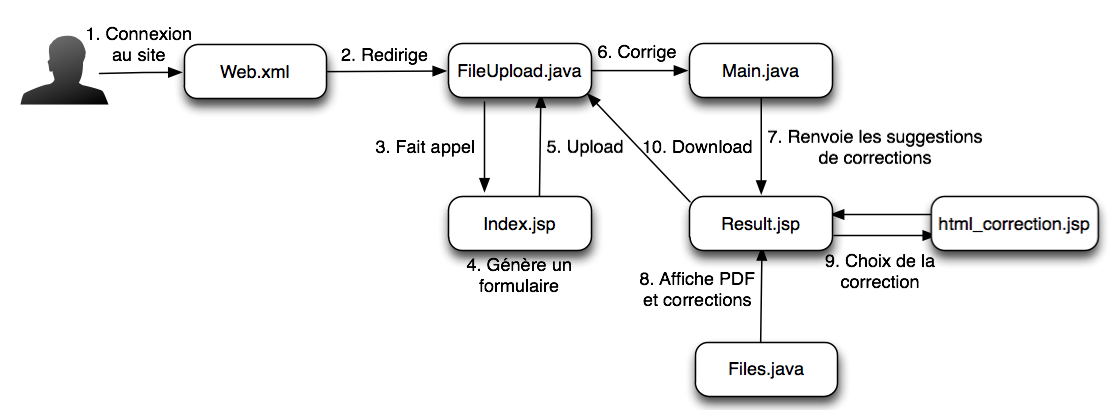 1. Connexion
au site
Web.xml
2. Redirige
FileUpload.java
6. Corrige
Main.java
3. Fait appel
5. Upload
10. Download
7. Renvoie les suggestions
de corrections
Index.jsp
Result.jsp
html_correction.jsp
4. Génère un
formulaire
8. Affiche PDF
et corrections
9. Choix de la
correction
Files.java